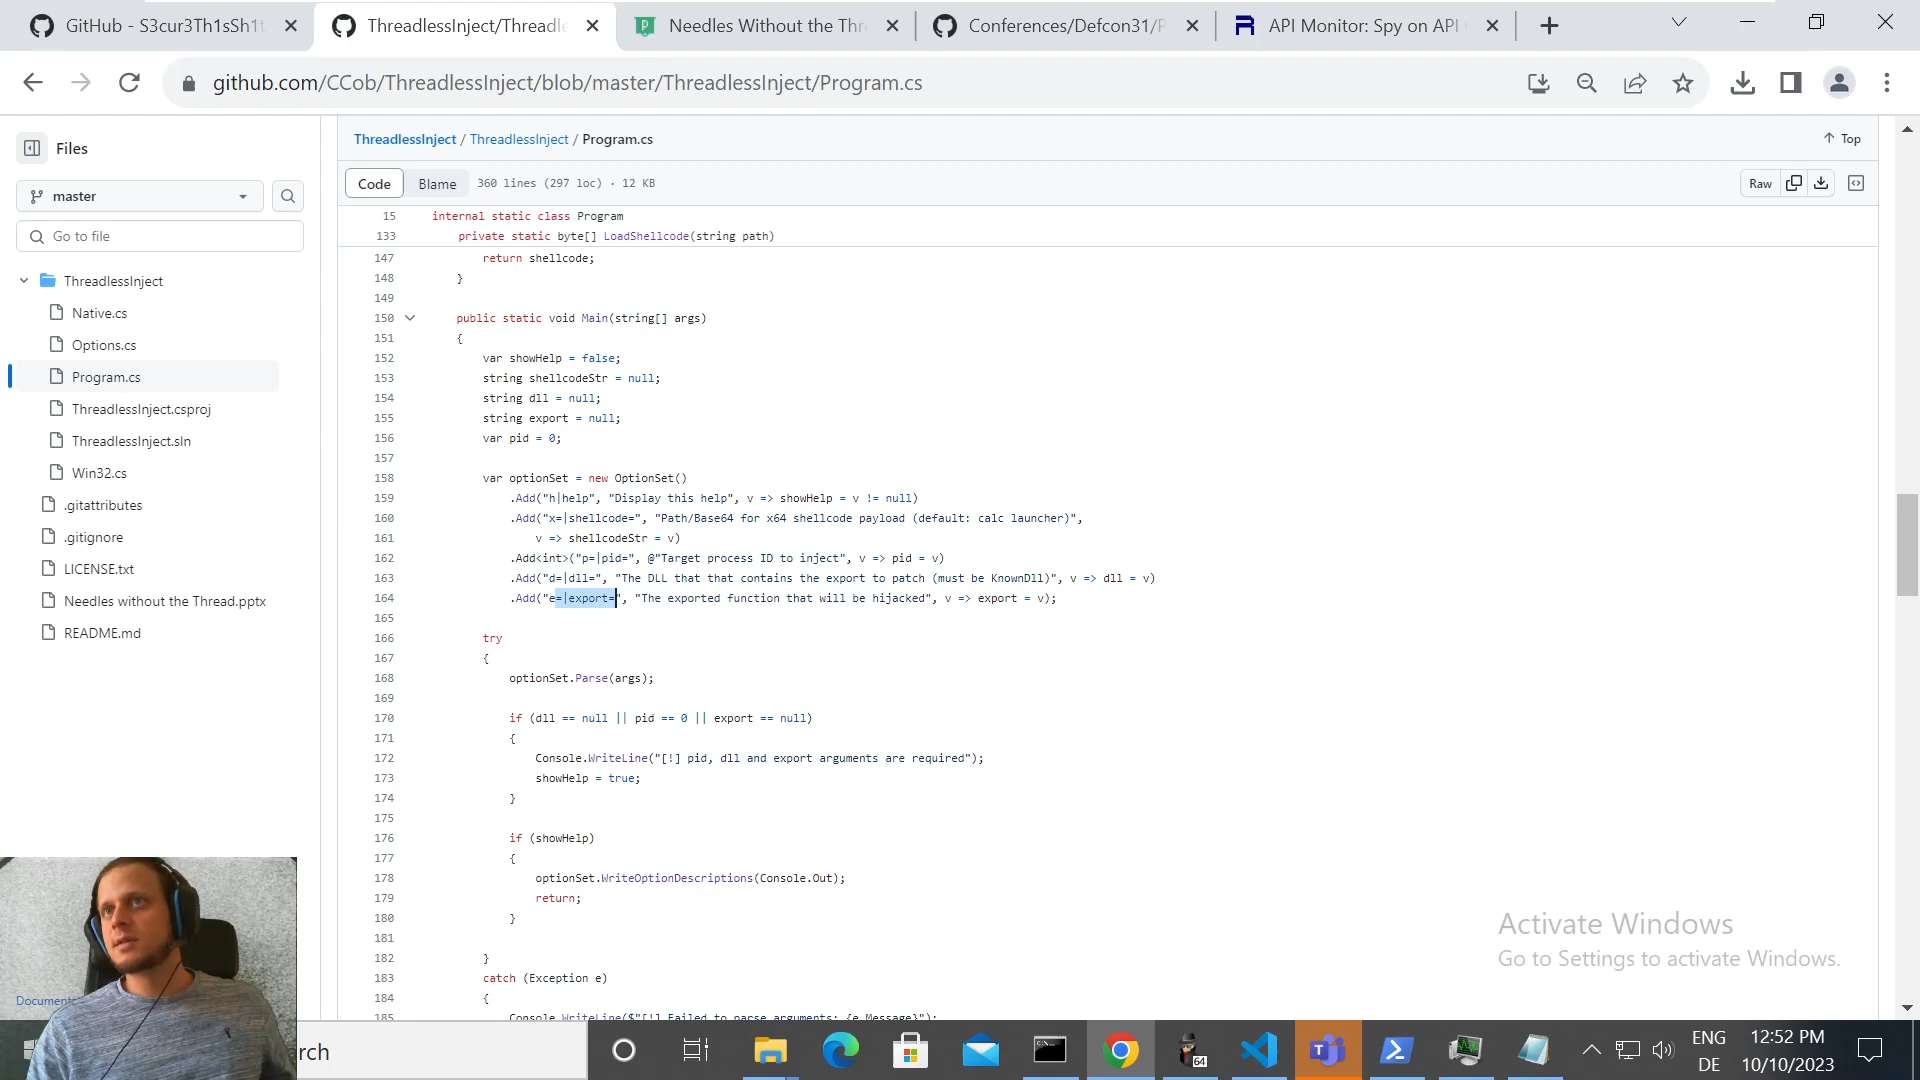 GitHub - S3cur3Th1sSh1t
ThreadlessInject/Threadle
Needles Without the Thre
Conferences/Defcon31/P
API Monitor: Spy on API
github.com/CCob/ThreadlessInject/blob/master/ThreadlessInject/Program.cs
Files
master
Go to file
ThreadlessInject
Native.cs
Options.cs
Program.cs
ThreadlessInject.csproj
ThreadlessInject.sln
Win32.cs
.gitattributes
.gitignore
LICENSE.txt
Needles without the Thread.pptx
README.md
ThreadlessInject / ThreadlessInject / Program.cs
Top
Code Blame 360 lines (297 loc) · 12 KB
Raw
15 internal static class Program
133 private static byte[] LoadShellcode(string path)
147 return shellcode;
148 }
149
150 public static void Main(string[] args)
151 {
152 var showHelp = false;
153 string shellcodeStr = null;
154 string dll = null;
155 string export = null;
156 var pid = 0;
157
158 var optionSet = new OptionSet()
159 .Add("h|help", "Display this help", v => showHelp = v != null)
160 .Add("x=|shellcode=", "Path/Base64 for x64 shellcode payload (default: calc launcher)",
161 v => shellcodeStr = v)
162 .Add<int>("p=|pid=", @"Target process ID to inject", v => pid = v)
163 .Add("d=|dll=", "The DLL that that contains the export to patch (must be KnownDll)", v => dll = v)
164 .Add("e=|export=", "The exported function that will be hijacked", v => export = v);
165
166 try
167 {
168 optionSet.Parse(args);
169
170 if (dll == null || pid == 0 || export == null)
171 {
172 Console.WriteLine("[!] pid, dll and export arguments are required");
173 showHelp = true;
174 }
175
176 if (showHelp)
177 {
178 optionSet.WriteOptionDescriptions(Console.Out);
179 return;
180 }
181
182 }
183 catch (Exception e)
184 {
185 Console.WriteLine($"[!] Failed to parse arguments: {e.Message}");
Activate Windows
Go to Settings to activate Windows.
Document
rch
64
ENG
DE
12:52 PM
10/10/2023